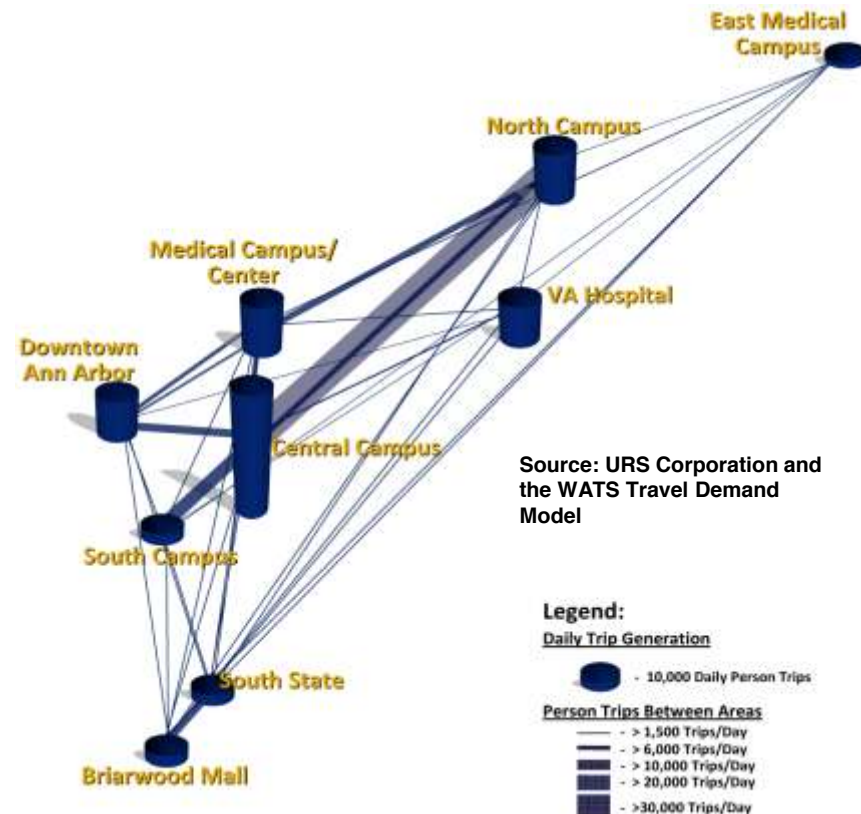 East Medical
Campus
North Campus
Medical Campus/
Center
VA Hospital
Downtown
Ann Arbor
Central Campus
Source: URS Corporation and
the WATS Travel Demand
Model
South Campus
Legend:
Daily Trip Generation
- 10,000 Daily Person Trips
South State
Person Trips Between Areas
- > 1,500 Trips/Day
- > 6,000 Trips/Day
- > 10,000 Trips/Day
- > 20,000 Trips/Day
- >30,000 Trips/Day
Briarwood Mall